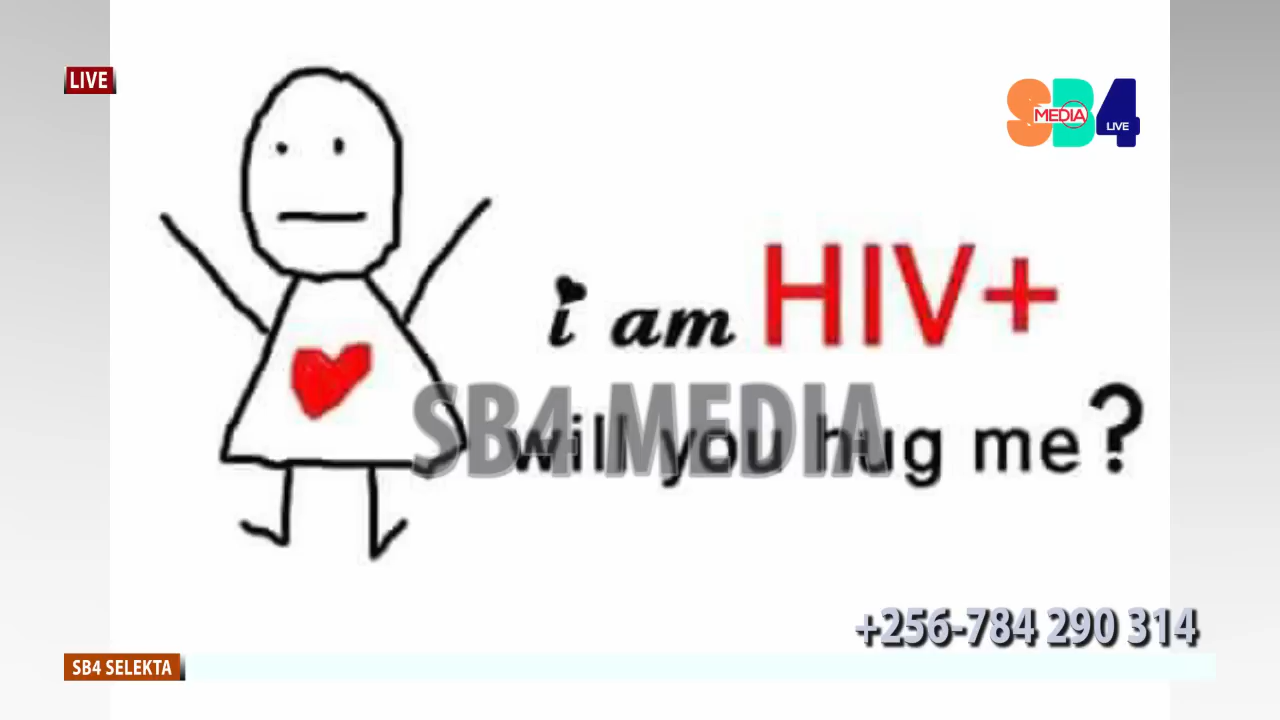 LIVE
SB4
MEDIA
LIVE
i am HIV+
SB4 MEDIA
will you hug me?
+256-784 290 314
SB4 SELEKTA